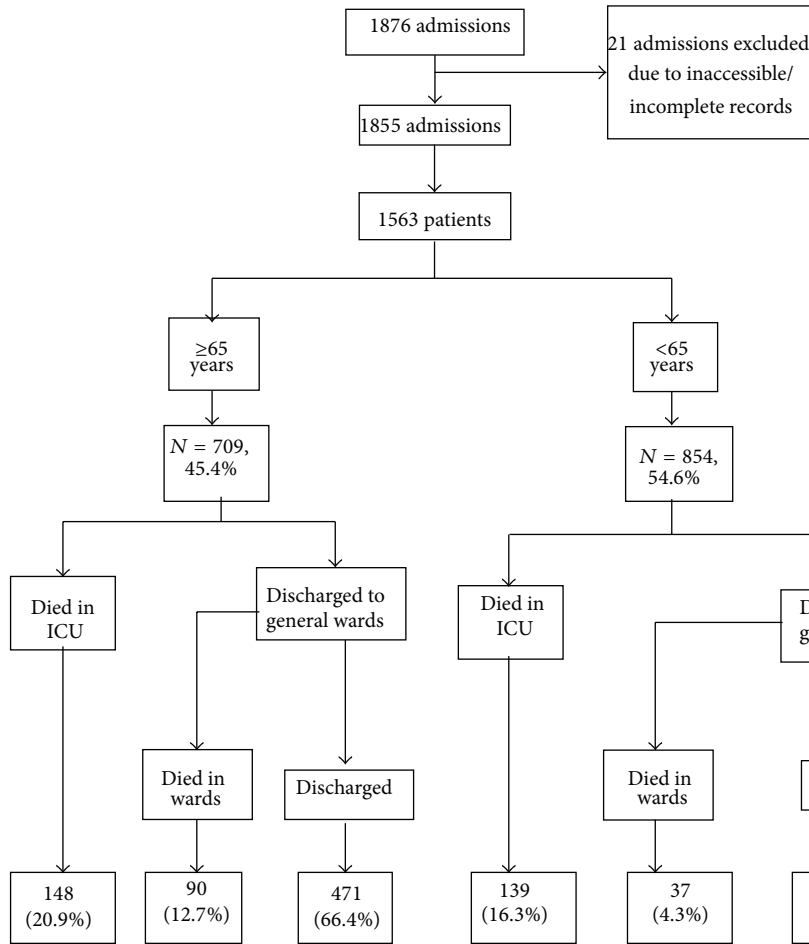 1876 admissions
21 admissions excluded
due to inaccessible/
incomplete records
1855 admissions
1563 patients
≥65
years
<65
years
N = 709,
45.4%
N = 854,
54.6%
Died in
ICU
Discharged to
general wards
Died in
ICU
D
g
Died in
wards
Discharged
Died in
wards
148
(20.9%)
90
(12.7%)
471
(66.4%)
139
(16.3%)
37
(4.3%)